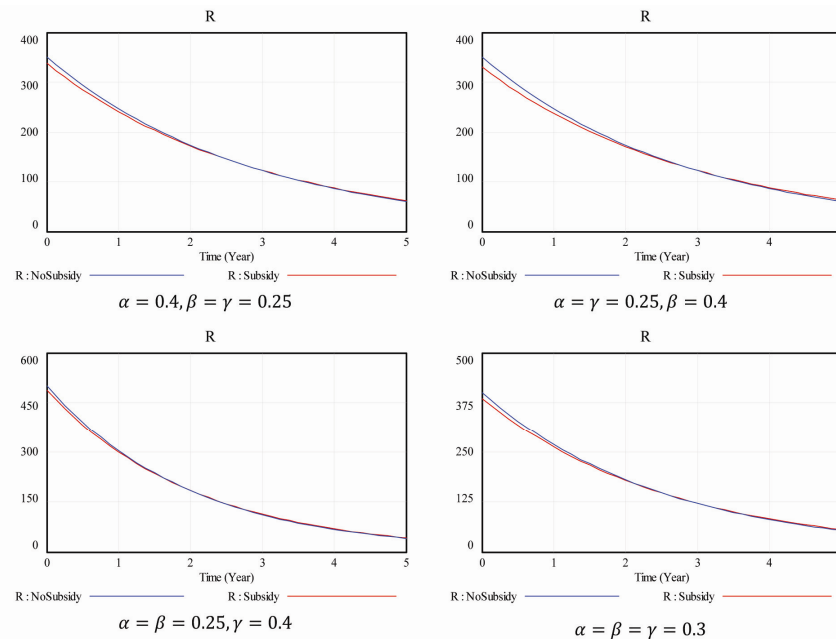 R
400
300
200
100
0
0 1 2 3 4 5
Time (Year)
R : NoSubsidy R : Subsidy
α = 0.4, β = γ = 0.25
R
400
300
200
100
0
0 1 2 3 4
Time (Year)
R : NoSubsidy R : Subsidy
α = γ = 0.25, β = 0.4
R
600
450
300
150
0
0 1 2 3 4 5
Time (Year)
R : NoSubsidy R : Subsidy
α = β = 0.25, γ = 0.4
R
500
375
250
125
0
0 1 2 3 4
Time (Year)
R : NoSubsidy R : Subsidy
α = β = γ = 0.3